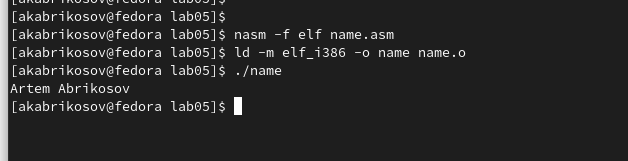 [akabrikosov@fedora lab05]$
[akabrikosov@fedora lab05]$
[akabrikosov@fedora lab05]$ nasm -f elf name.asm
[akabrikosov@fedora lab05]$ ld -m elf_i386 -o name name.o
[akabrikosov@fedora lab05]$ ./name
Artem Abrikosov
[akabrikosov@fedora lab05]$